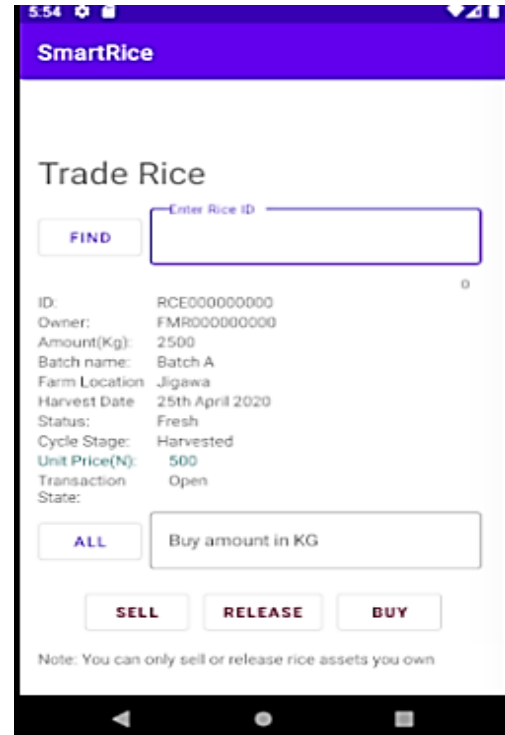 5:54
SmartRice
Trade Rice
Enter Rice ID
FIND
0
ID: RCE000000000
Owner: FMR000000000
Amount(Kg): 2500
Batch name: Batch A
Farm Location Jigawa
Harvest Date 25th April 2020
Status: Fresh
Cycle Stage: Harvested
Unit Price(N): 500
Transaction Open
State:
ALL Buy amount in KG
SELL RELEASE BUY
Note: You can only sell or release rice assets you own